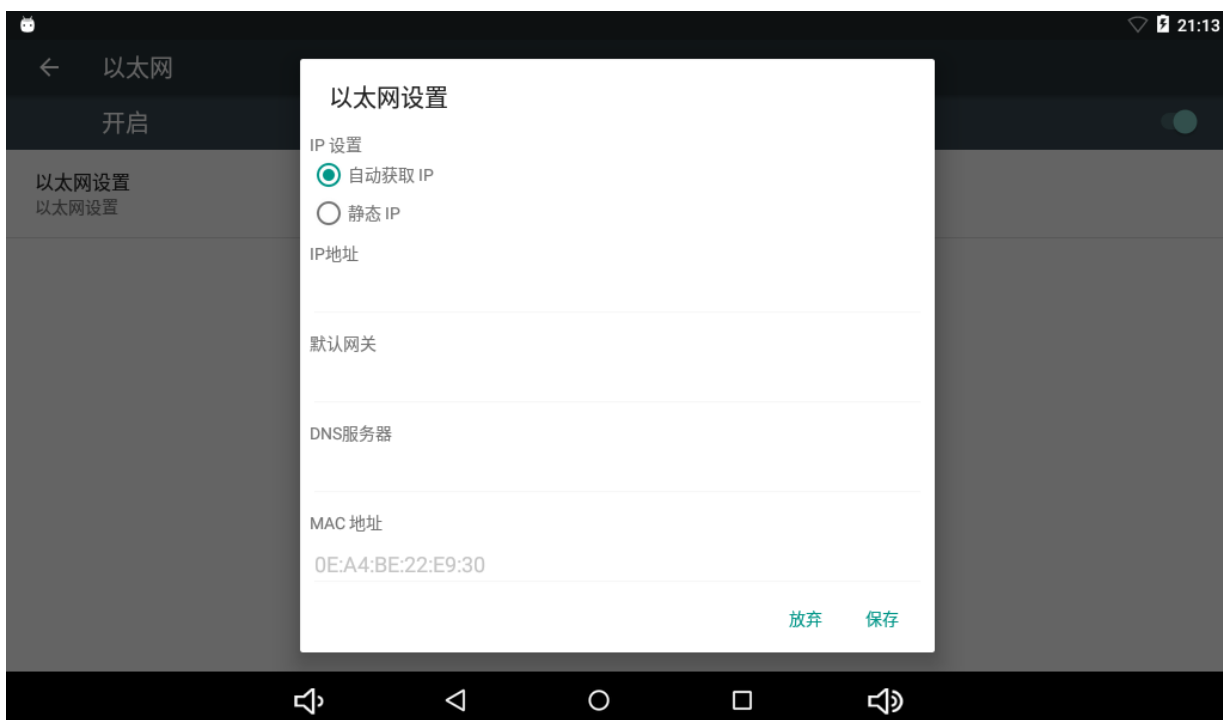 21:13
以太网
开启
以太网设置
以太网设置
以太网设置
IP 设置
自动获取 IP
静态 IP
IP地址
默认网关
DNS服务器
MAC 地址
0E:A4:BE:22:E9:30
放弃 保存